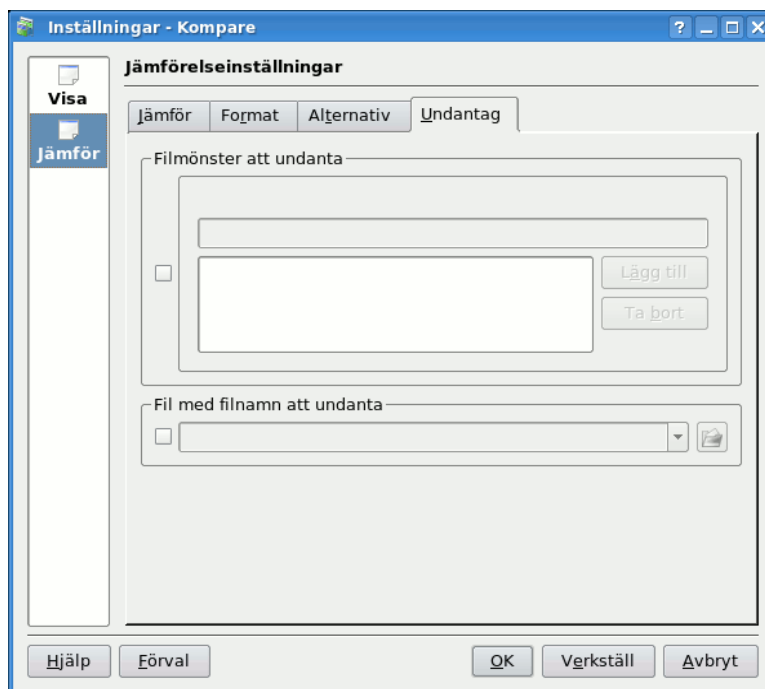 Inställningar - Kompare
Visa
Jämför
Jämförelseinställningar
Jämför Format Alternativ Undantag
Filmönster att undanta
Lägg till
Ta bort
Fil med filnamn att undanta
Hjälp Förval OK Verkställ Avbryt